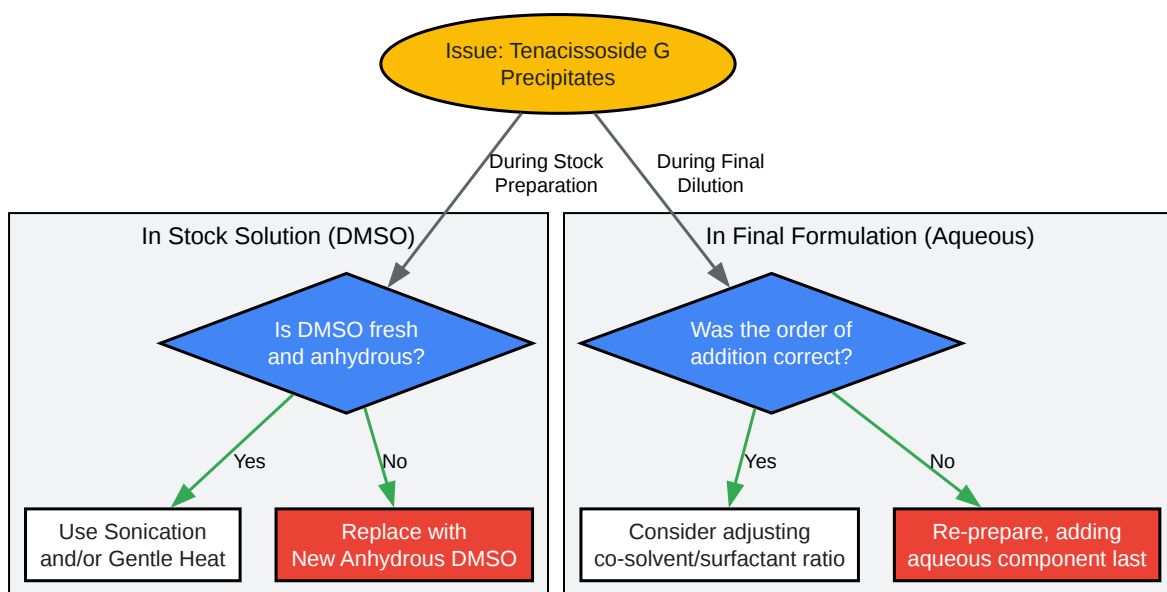 Issue: Tenacissoside G
Precipitates
During Stock
Preparation
During Final
Dilution
In Stock Solution (DMSO)
Is DMSO fresh
and anhydrous?
Yes
No
Use Sonication
and/or Gentle Heat
Replace with
New Anhydrous DMSO
In Final Formulation (Aqueous)
Was the order of
addition correct?
Yes
No
Consider adjusting
co-solvent/surfactant ratio
Re-prepare, adding
aqueous component last